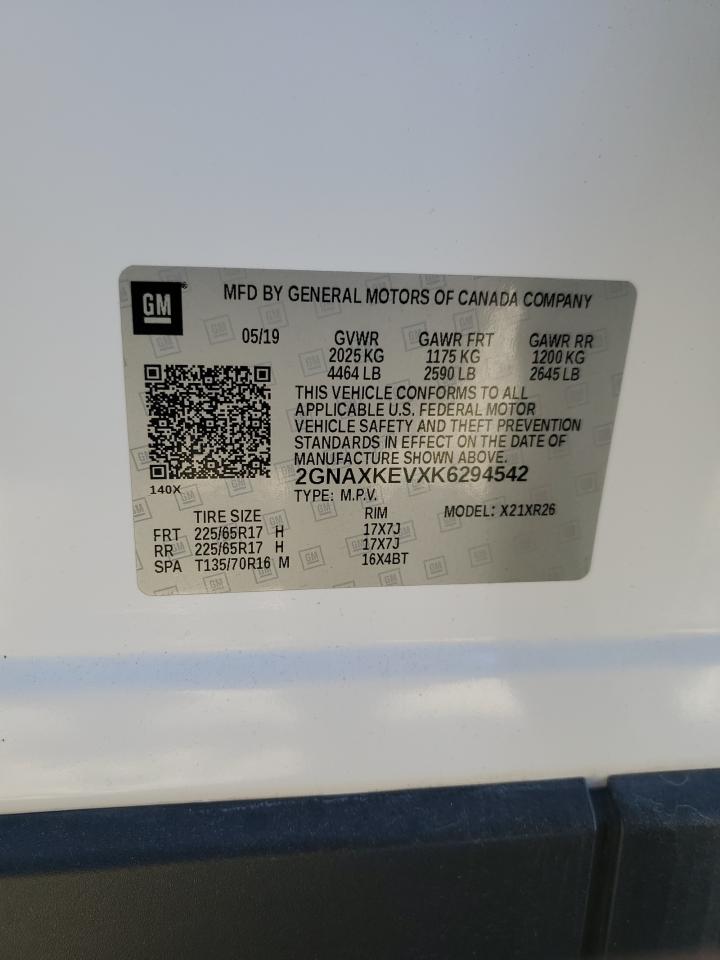 GM ®
MFD BY GENERAL MOTORS OF CANADA COMPANY
05/19 GVWR GAWR FRT GAWR RR
2025 KG 1175 KG 1200 KG
4464 LB 2590 LB 2645 LB
THIS VEHICLE CONFORMS TO ALL
APPLICABLE U.S. FEDERAL MOTOR
VEHICLE SAFETY AND THEFT PREVENTION
STANDARDS IN EFFECT ON THE DATE OF
MANUFACTURE SHOWN ABOVE.
2GNAXKEVXK6294542
140X
TYPE: M.P.V.
TIRE SIZE RIM MODEL: X21XR26
FRT 225/65R17 H 17X7J
RR 225/65R17 H 17X7J
SPA T135/70R16 M 16X4BT